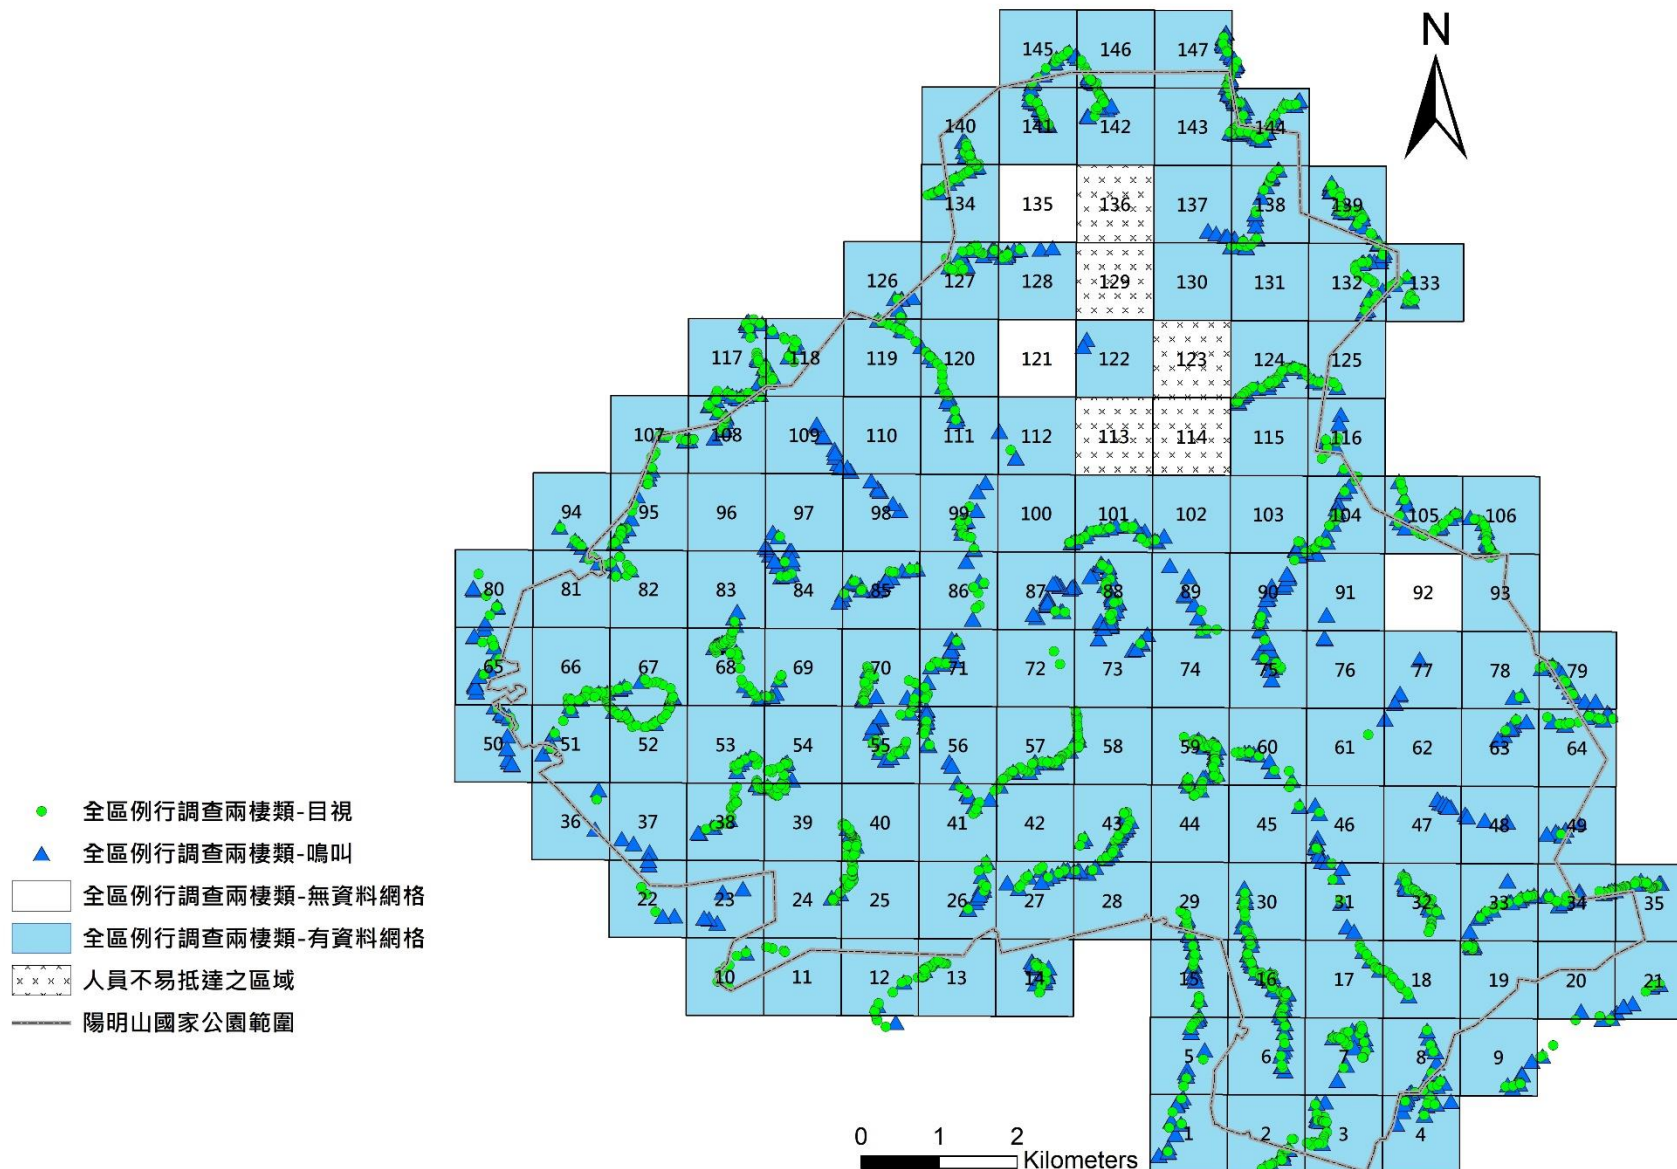 N
145 146 147
140 141 142 143 144
134 135 136 137 138 139
126 127 128 129 130 131 132 133
117 118 119 120 121 122 123 124 125
107 108 109 110 111 112 113 114 115 116
94 95 96 97 98 99 100 101 102 103 104 105 106
80 81 82 83 84 85 86 87 88 89 90 91 92 93
65 66 67 68 69 70 71 72 73 74 75 76 77 78 79
50 51 52 53 54 55 56 57 58 59 60 61 62 63 64
36 37 38 39 40 41 42 43 44 45 46 47 48 49
22 23 24 25 26 27 28 29 30 31 32 33 34 35
10 11 12 13 14 15 16 17 18 19 20 21
5 6 7 8 9
1 2 3 4
全區例行調查兩棲類-目視
全區例行調查兩棲類-鳴叫
全區例行調查兩棲類-無資料網格
全區例行調查兩棲類-有資料網格
人員不易抵達之區域
陽明山國家公園範圍
0 1 2
Kilometers